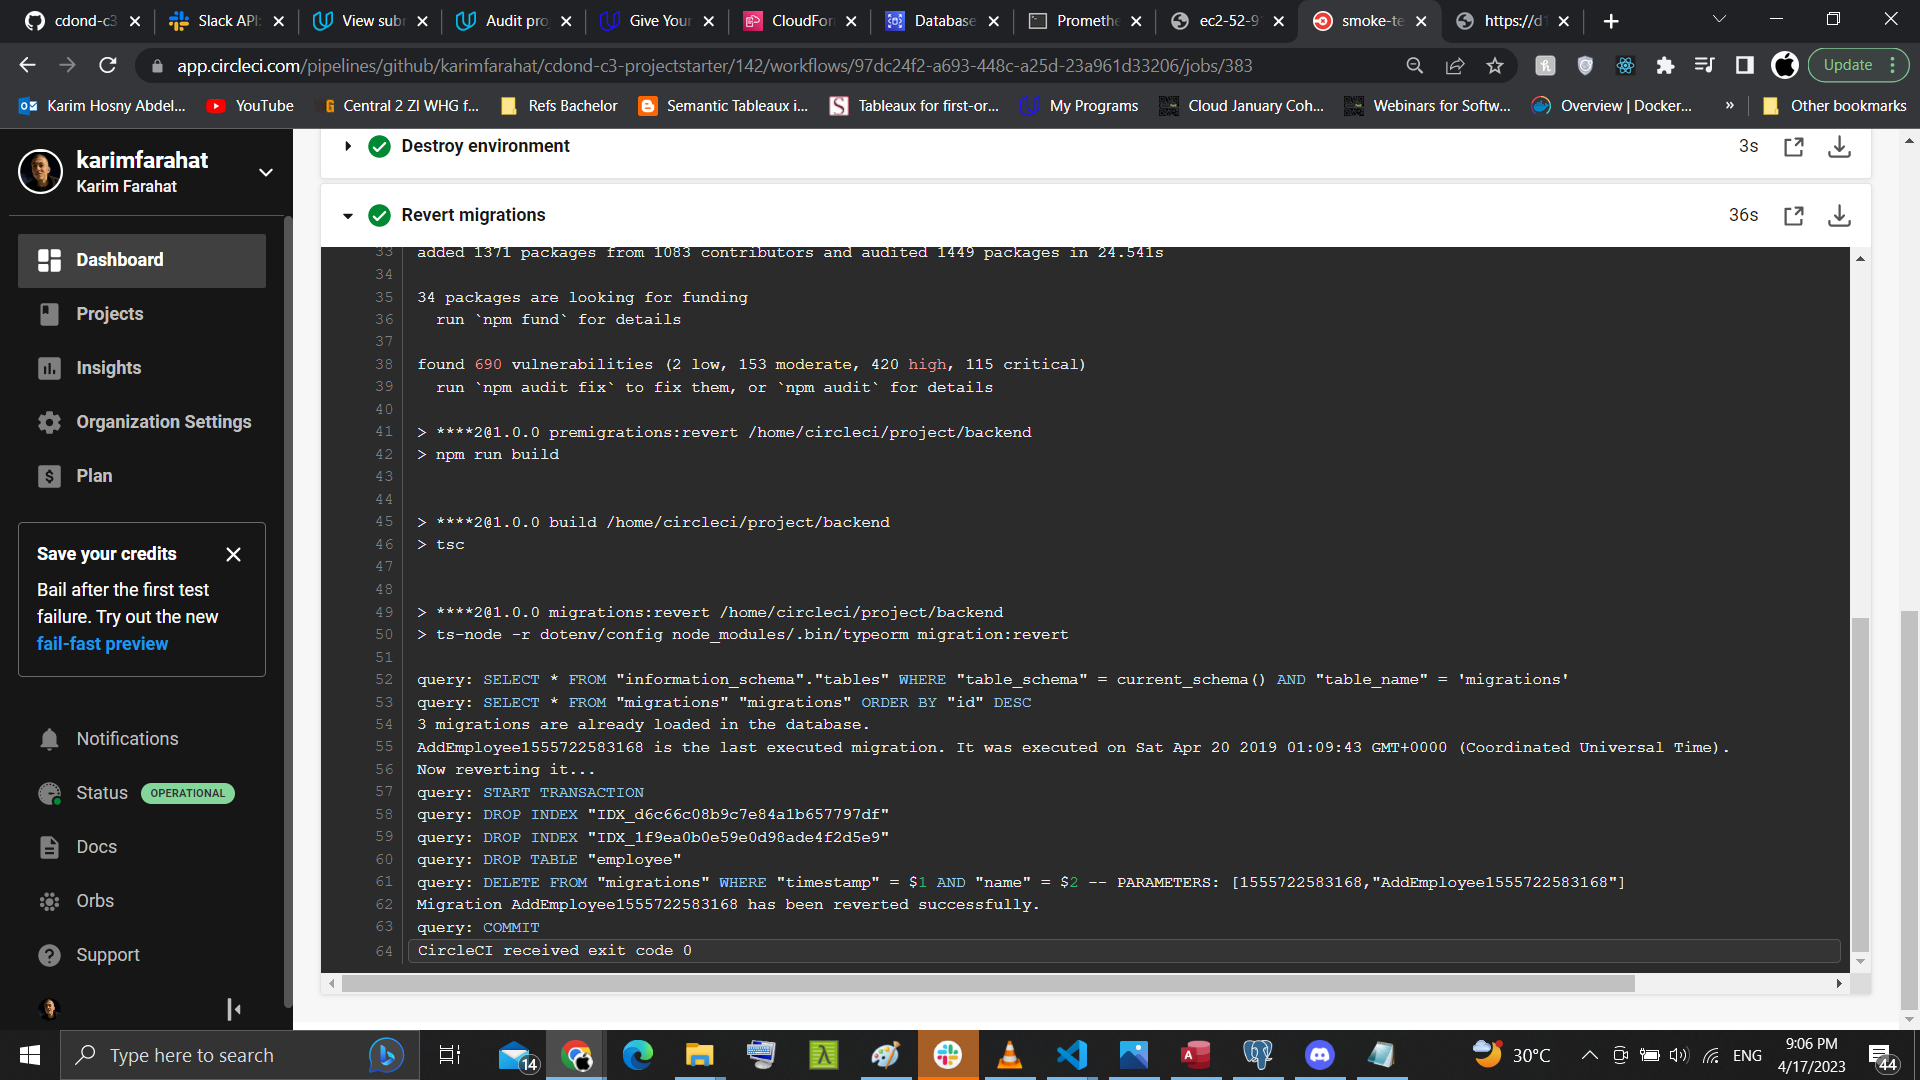 cdond-c3
Slack API:
View subr
Audit pro
Give Your
CloudFor
Database
Prometh
ec2-52-9
smoke-te
https://d
app.circleci.com/pipelines/github/karimfarahat/cdond-c3-projectstarter/142/workflows/97dc24f2-a693-448c-a25d-23a961d33206/jobs/383
Update
Karim Hosny Abdel...
YouTube
Central 2 ZI WHG f...
Refs Bachelor
Semantic Tableaux i...
Tableaux for first-or...
My Programs
Cloud January Coh...
Webinars for Softw...
Overview | Docker...
»
Other bookmarks
karimfarahat
Karim Farahat
Dashboard
Projects
Insights
Organization Settings
Plan
Save your credits
Bail after the first test
failure. Try out the new
fail-fast preview
Notifications
Status OPERATIONAL
Docs
Orbs
Support
Destroy environment
3s
Revert migrations
36s
33 added 1371 packages from 1083 contributors and audited 1449 packages in 24.541s
34
35 34 packages are looking for funding
36 run `npm fund` for details
37
38 found 690 vulnerabilities (2 low, 153 moderate, 420 high, 115 critical)
39 run `npm audit fix` to fix them, or `npm audit` for details
40
41 > ****2@1.0.0 premigrations:revert /home/circleci/project/backend
42 > npm run build
43
44
45 > ****2@1.0.0 build /home/circleci/project/backend
46 > tsc
47
48
49 > ****2@1.0.0 migrations:revert /home/circleci/project/backend
50 > ts-node -r dotenv/config node_modules/.bin/typeorm migration:revert
51
52 query: SELECT * FROM "information_schema"."tables" WHERE "table_schema" = current_schema() AND "table_name" = 'migrations'
53 query: SELECT * FROM "migrations" "migrations" ORDER BY "id" DESC
54 3 migrations are already loaded in the database.
55 AddEmployee1555722583168 is the last executed migration. It was executed on Sat Apr 20 2019 01:09:43 GMT+0000 (Coordinated Universal Time).
56 Now reverting it...
57 query: START TRANSACTION
58 query: DROP INDEX "IDX_d6c66c08b9c7e84a1b657797df"
59 query: DROP INDEX "IDX_1f9ea0b0e59e0d98ade4f2d5e9"
60 query: DROP TABLE "employee"
61 query: DELETE FROM "migrations" WHERE "timestamp" = $1 AND "name" = $2 -- PARAMETERS: [1555722583168,"AddEmployee1555722583168"]
62 Migration AddEmployee1555722583168 has been reverted successfully.
63 query: COMMIT
64 CircleCI received exit code 0
Type here to search
14
30°C
ENG
9:06 PM
4/17/2023
44